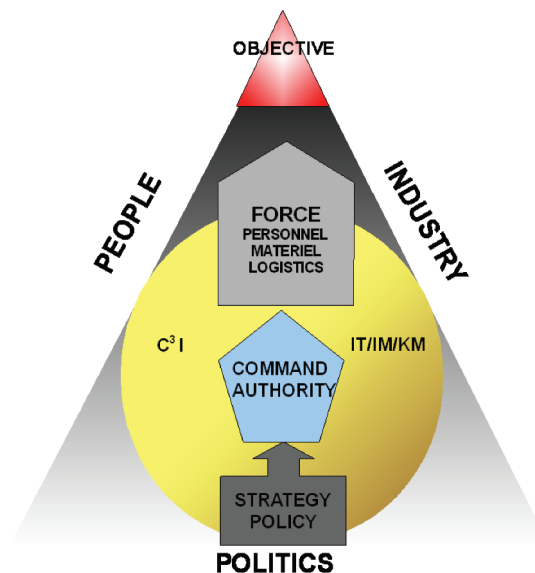 OBJECTIVE
PEOPLE
INDUSTRY
FORCE
PERSONNEL
MATERIEL
LOGISTICS
C³ I
IT/IM/KM
COMMAND
AUTHORITY
STRATEGY
POLICY
POLITICS